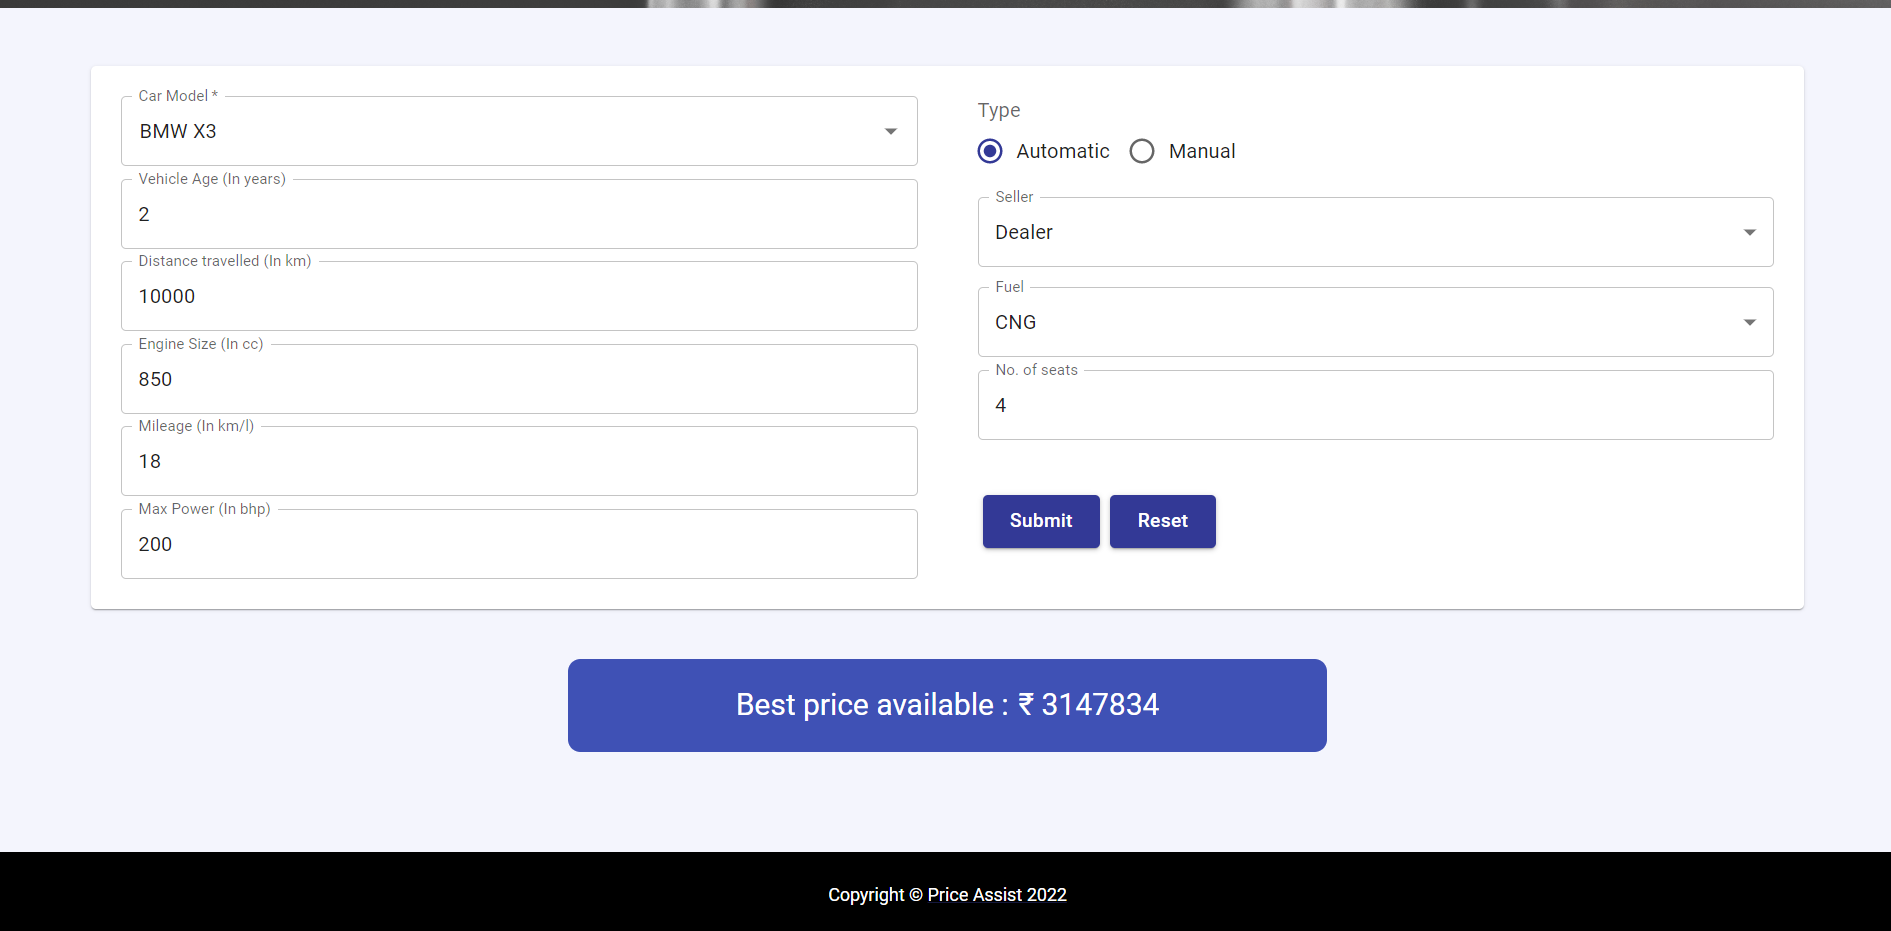 Car Model *
BMW X3
Vehicle Age (In years)
2
Distance travelled (In km)
10000
Engine Size (In cc)
850
Mileage (In km/l)
18
Max Power (In bhp)
200
Type
Automatic Manual
Seller
Dealer
Fuel
CNG
No. of seats
4
Submit Reset
Best price available : ₹ 3147834
Copyright © Price Assist 2022